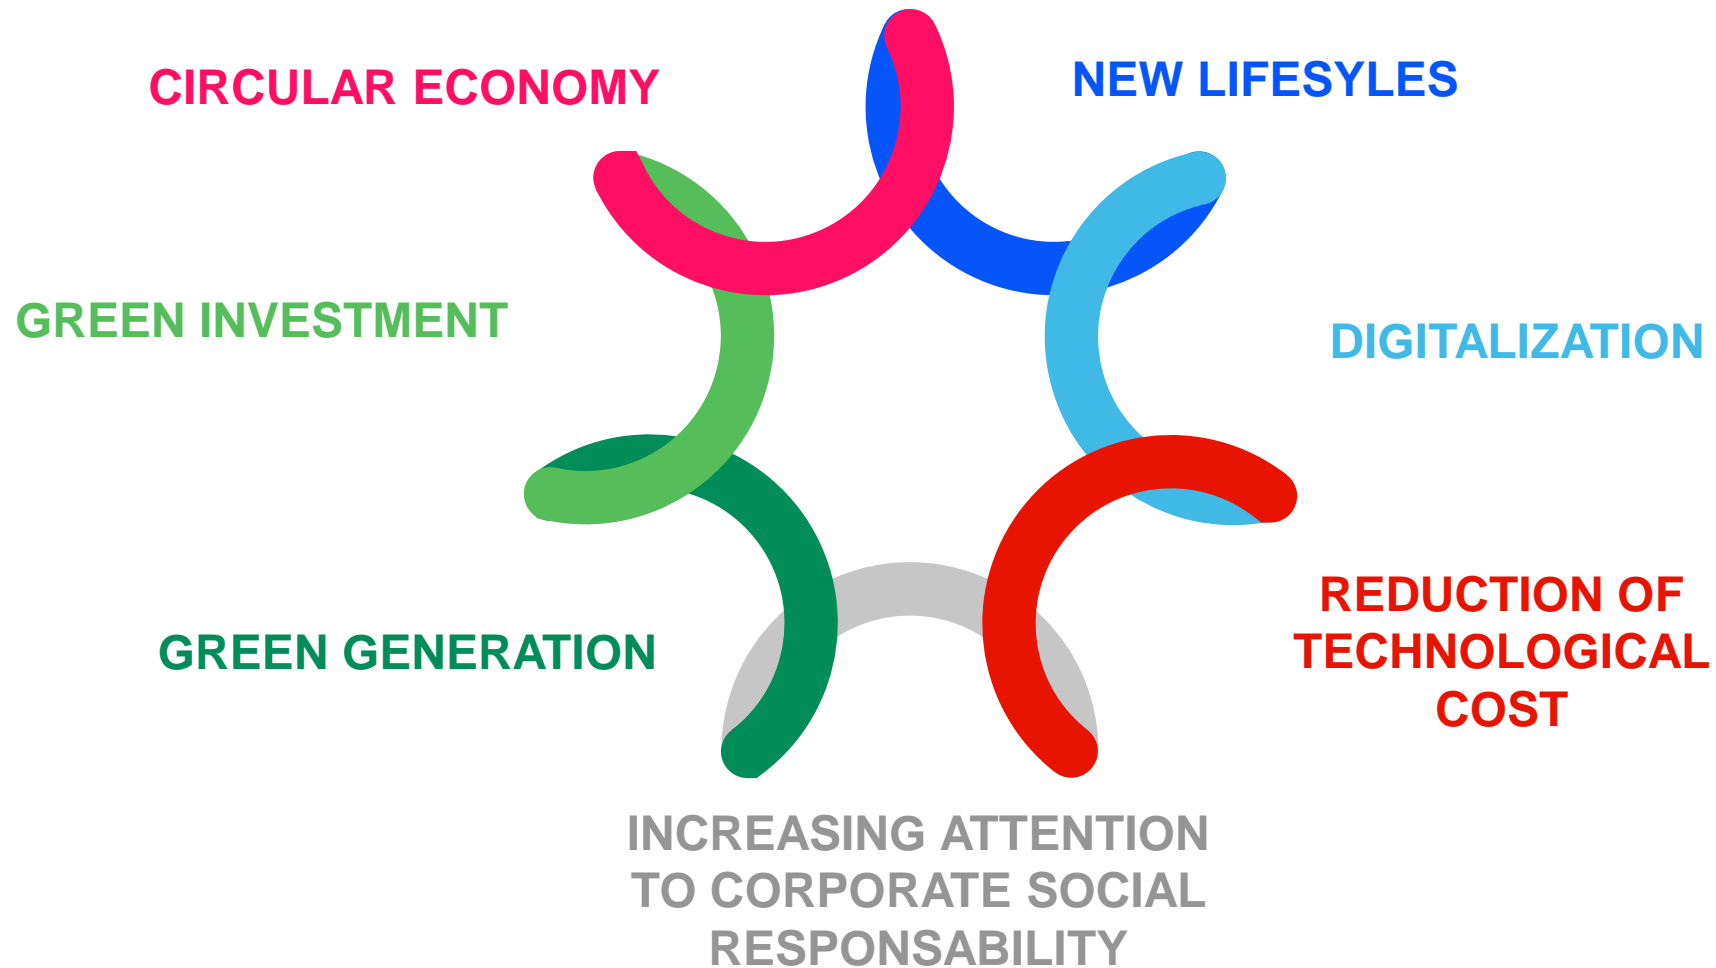 CIRCULAR ECONOMY
NEW LIFESYLES
GREEN INVESTMENT
DIGITALIZATION
GREEN GENERATION
REDUCTION OF
TECHNOLOGICAL
COST
INCREASING ATTENTION
TO CORPORATE SOCIAL
RESPONSABILITY